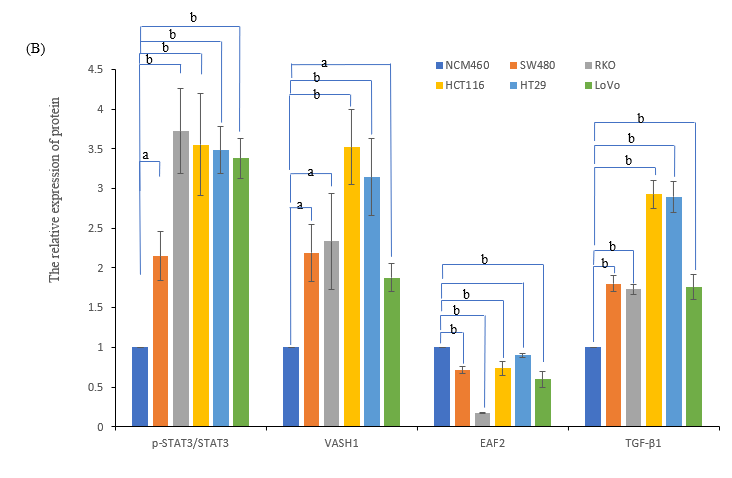 (B)
The relative expression of protein
NCM460 SW480 RKO
HCT116 HT29 LoVo
4.5
4
3.5
3
2.5
2
1.5
1
0.5
0
b
b
b
b
a
a
b
b
a
a
b
b
b
b
b
b
b
b
b
p-STAT3/STAT3 VASH1 EAF2 TGF-β1